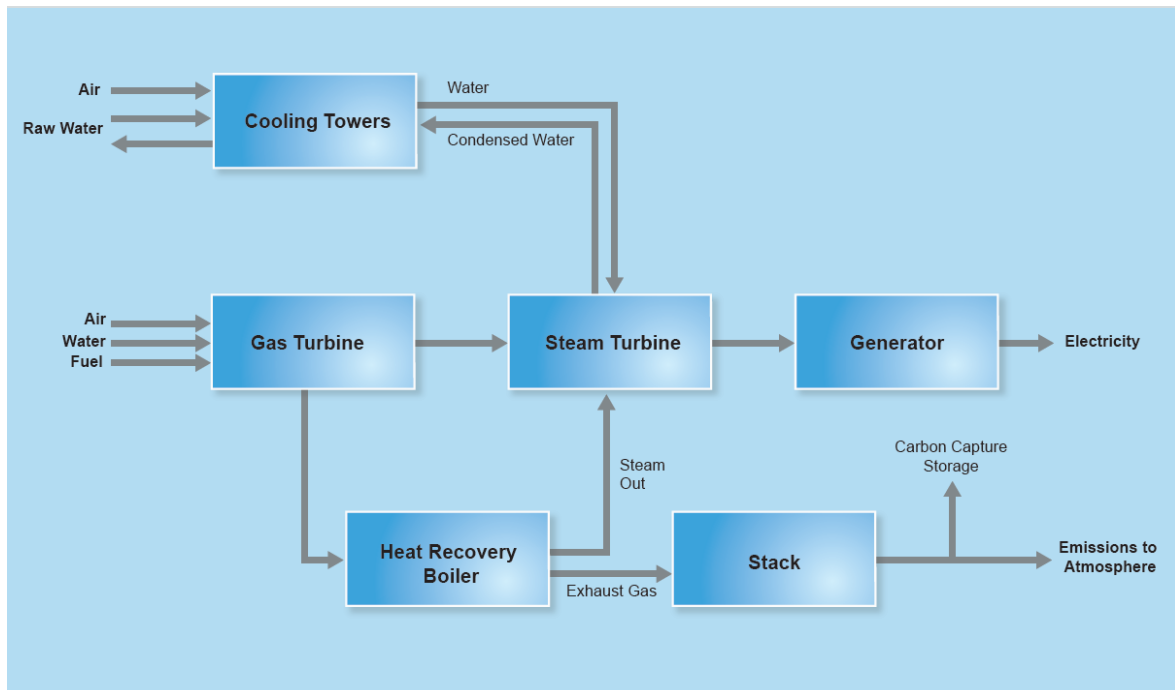 Air
Raw Water
Cooling Towers
Water
Condensed Water
Air
Water
Fuel
Gas Turbine
Steam Turbine
Generator
Electricity
Steam
Out
Carbon Capture
Storage
Heat Recovery
Boiler
Exhaust Gas
Stack
Emissions to
Atmosphere